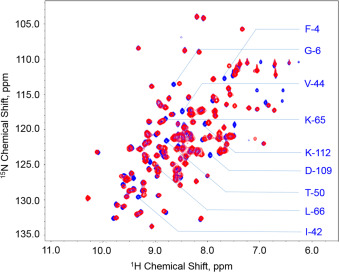 F-4
G-6
V-44
K-65
K-112
D-109
T-50
L-66
I-42
105.0
110.0
115.0
120.0
125.0
130.0
135.0
¹⁵N Chemical Shift, ppm
11.0 10.0 9.0 8.0 7.0 6.0
¹H Chemical Shift, ppm